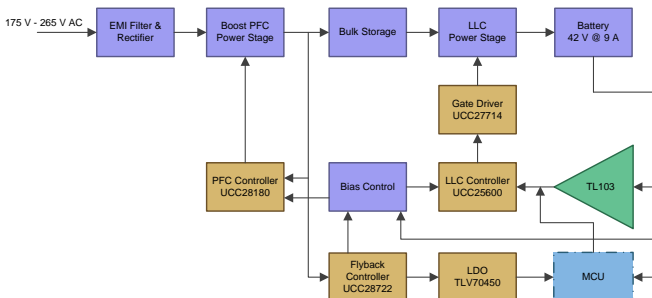 175 V - 265 V AC
EMI Filter &
Rectifier
Boost PFC
Power Stage
Bulk Storage
LLC
Power Stage
Battery
42 V @ 9 A
Gate Driver
UCC27714
PFC Controller
UCC28180
Bias Control
LLC Controller
UCC25600
TL103
Flyback
Controller
UCC28722
LDO
TLV70450
MCU